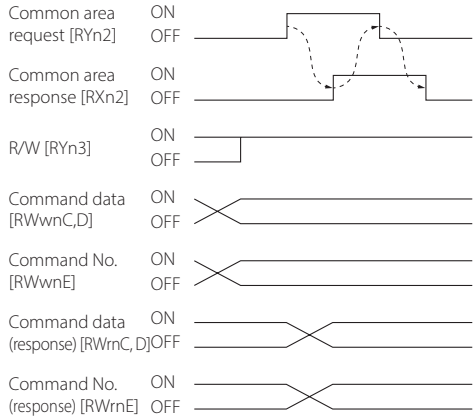 Common area ON
request [RYn2] OFF
Common area ON
response [RXn2] OFF
R/W [RYn3] ON
OFF
Command data ON
[RWwnC,D] OFF
Command No. ON
[RWwnE] OFF
Command data ON
(response) [RWrnC, D]OFF
Command No. ON
(response) [RWrnE] OFF